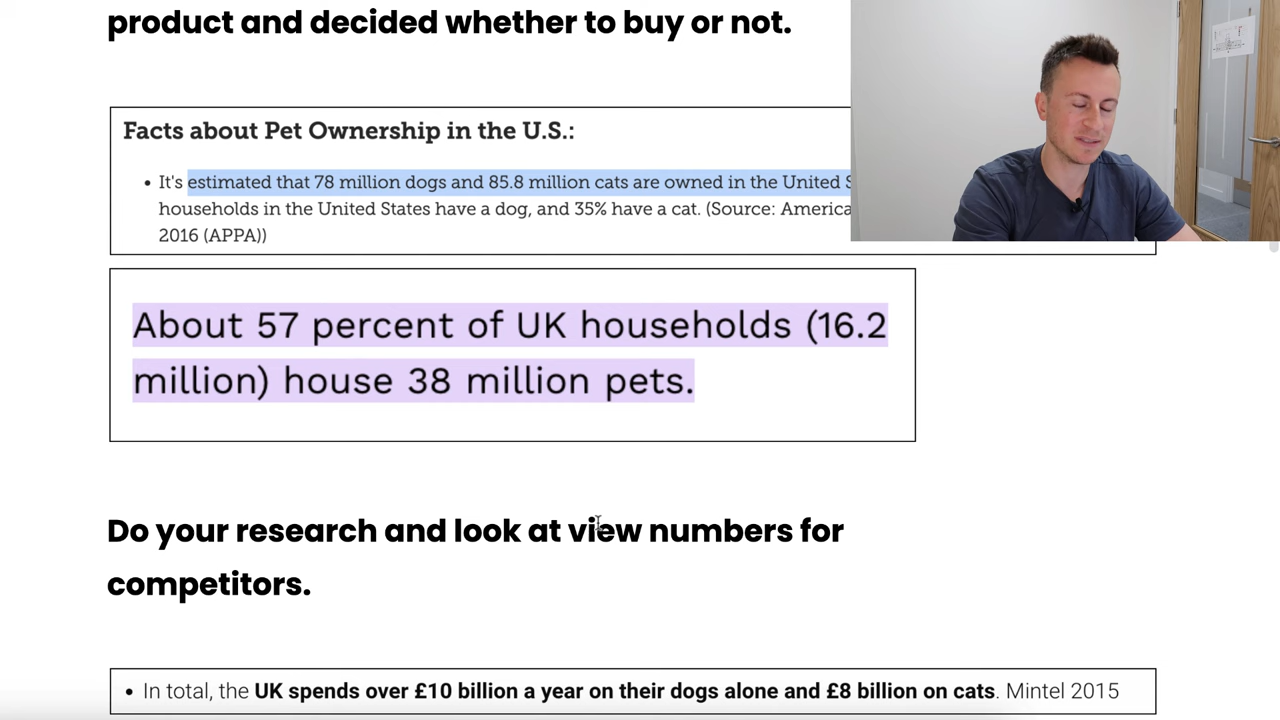 product and decided whether to buy or not.
Facts about Pet Ownership in the U.S.:
• It's estimated that 78 million dogs and 85.8 million cats are owned in the United S
households in the United States have a dog, and 35% have a cat. (Source: America
2016 (APPA))
About 57 percent of UK households (16.2
million) house 38 million pets.
Do your research and look at view numbers for
competitors.
• In total, the UK spends over £10 billion a year on their dogs alone and £8 billion on cats. Mintel 2015